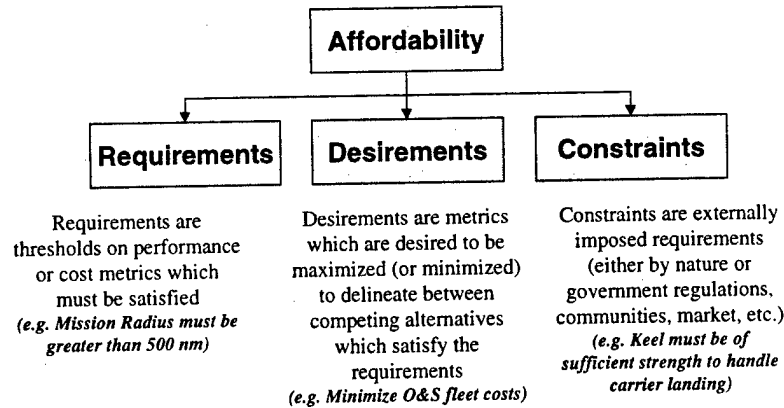 Affordability
Requirements
Desirements
Constraints
Requirements are
thresholds on performance
or cost metrics which
must be satisfied
(e.g. Mission Radius must be
greater than 500 nm)
Desirements are metrics
which are desired to be
maximized (or minimized)
to delineate between
competing alternatives
which satisfy the
requirements
(e.g. Minimize O&S fleet costs)
Constraints are externally
imposed requirements
(either by nature or
government regulations,
communities, market, etc.)
(e.g. Keel must be of
sufficient strength to handle
carrier landing)